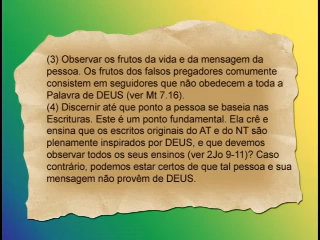 (3) Observar os frutos da vida e da mensagem da
pessoa. Os frutos dos falsos pregadores comumente
consistem em seguidores que não obedecem a toda a
Palavra de DEUS (ver Mt 7.16).
(4) Discernir até que ponto a pessoa se baseia nas
Escrituras. Este é um ponto fundamental. Ela crê e
ensina que os escritos originais do AT e do NT são
plenamente inspirados por DEUS, e que devemos
observar todos os seus ensinos (ver 2Jo 9-11)? Caso
contrário, podemos estar certos de que tal pessoa e sua
mensagem não provêm de DEUS.